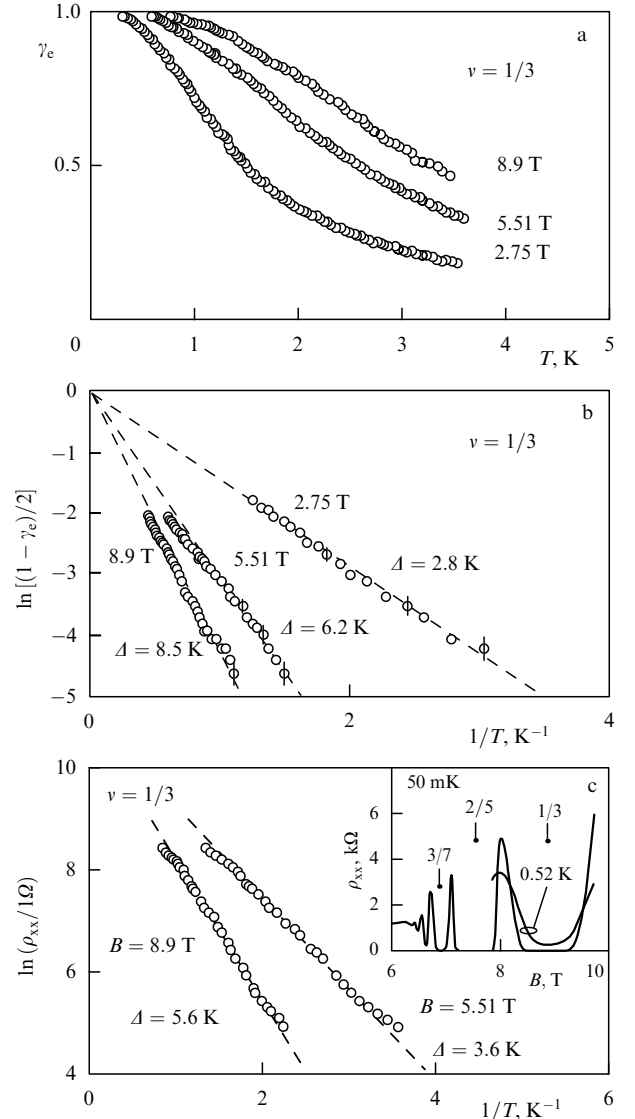 1.0
a
γe
ν = 1/3
0.5
8.9 T
5.51 T
2.75 T
0
1
2
3
4
5
T, K
0
b
ν = 1/3
−1
2.75 T
−2
8.9 T
5.51 T
−3
Δ = 2.8 K
−4
Δ = 8.5 K
Δ = 6.2 K
−5
ln [(1 − γe)/2]
0
2
4
1/T, K−1
10
ν = 1/3
50 mK
c
6
2/5
1/3
4
3/7
2
0.52 K
0
ρxx, kΩ
6
8
10
B, T
8
B = 8.9 T
6
B = 5.51 T
Δ = 5.6 K
Δ = 3.6 K
4
ln (ρxx/1Ω)
0
2
4
6
1/T, K−1